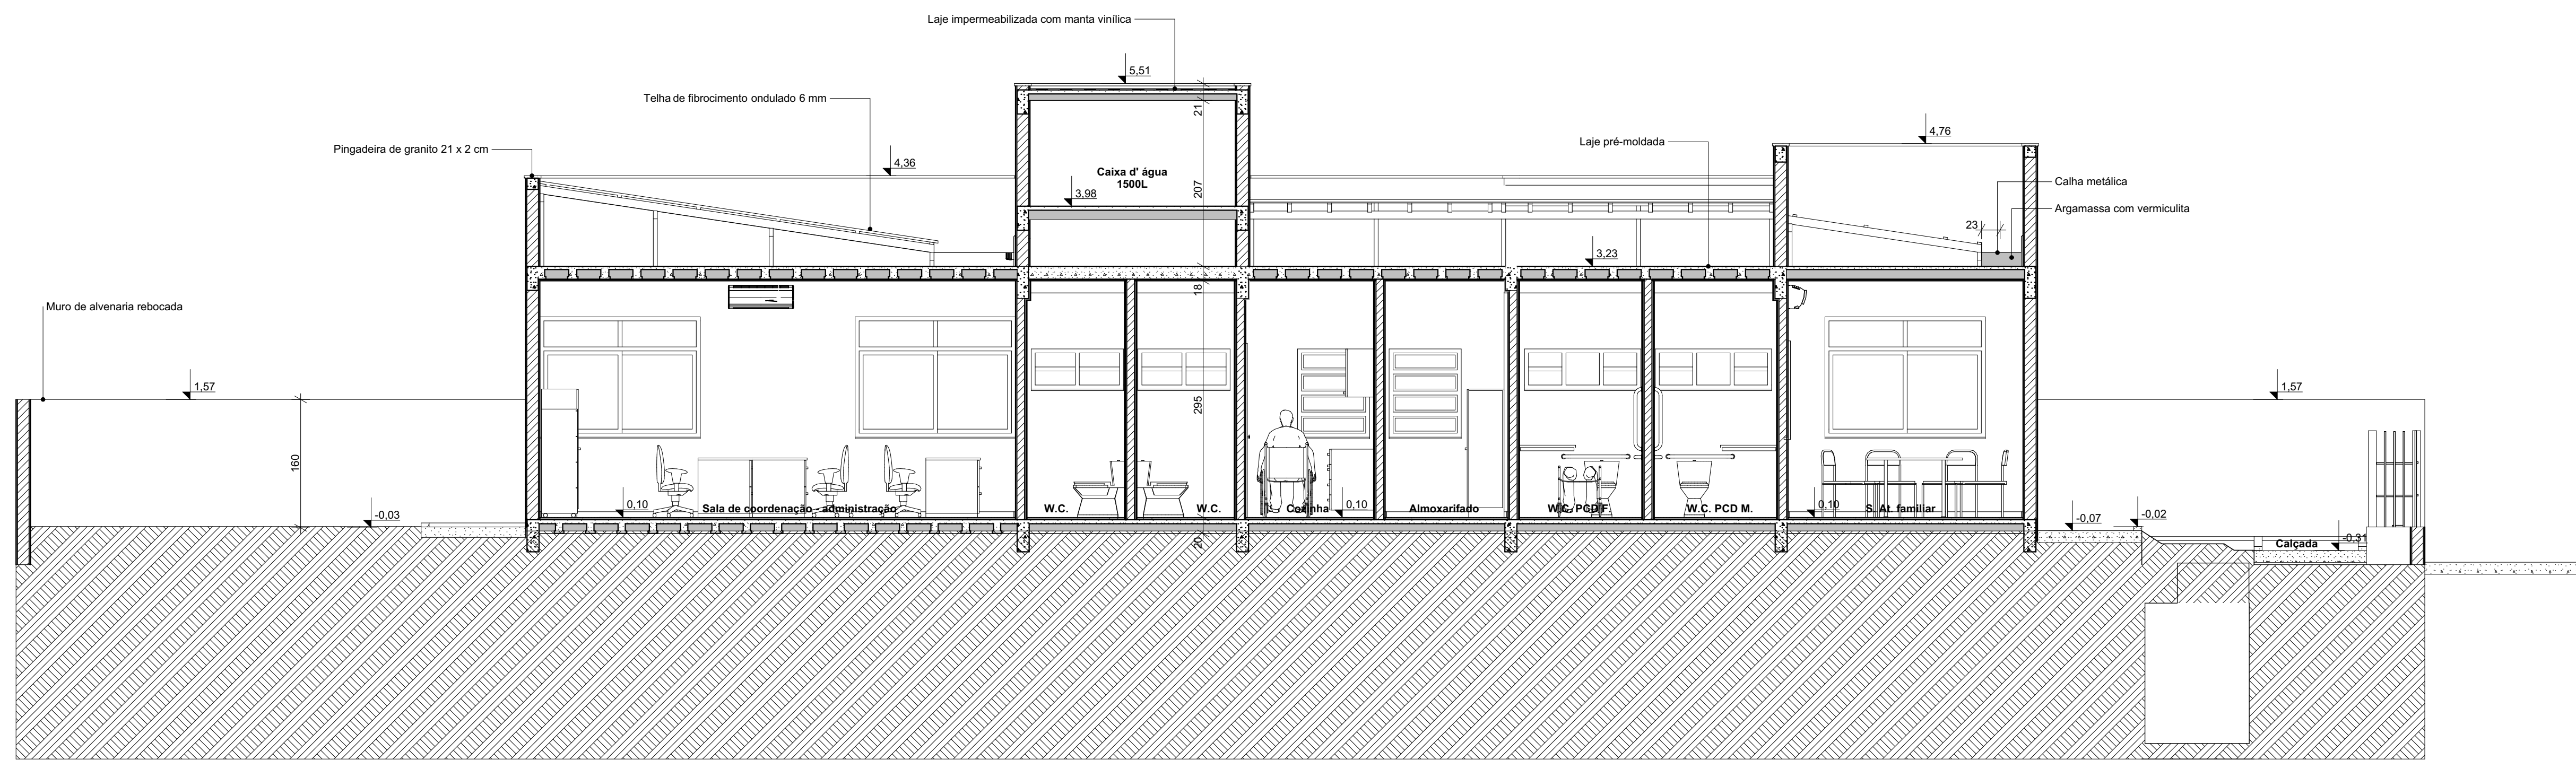 Laje impermeabilizada com manta vinílica
5,51
21
Telha de fibrocimento ondulado 6 mm
4,76
Pingadeira de granito 21 x 2 cm
Laje pré-moldada
4,36
Caixa d' água
1500L
207
3,98
Calha metálica
Argamassa com vermiculita
23
3,23
18
Muro de alvenaria rebocada
1,57
1,57
295
160
-0,03
0,10
Sala de coordenação - administração
W.C.
W.C.
Cozinha
0,10
Almoxarifado
W.C. PCD F.
W.C. PCD M.
0,10
S. At. familiar
-0,07
-0,02
20
Calçada
-0,31